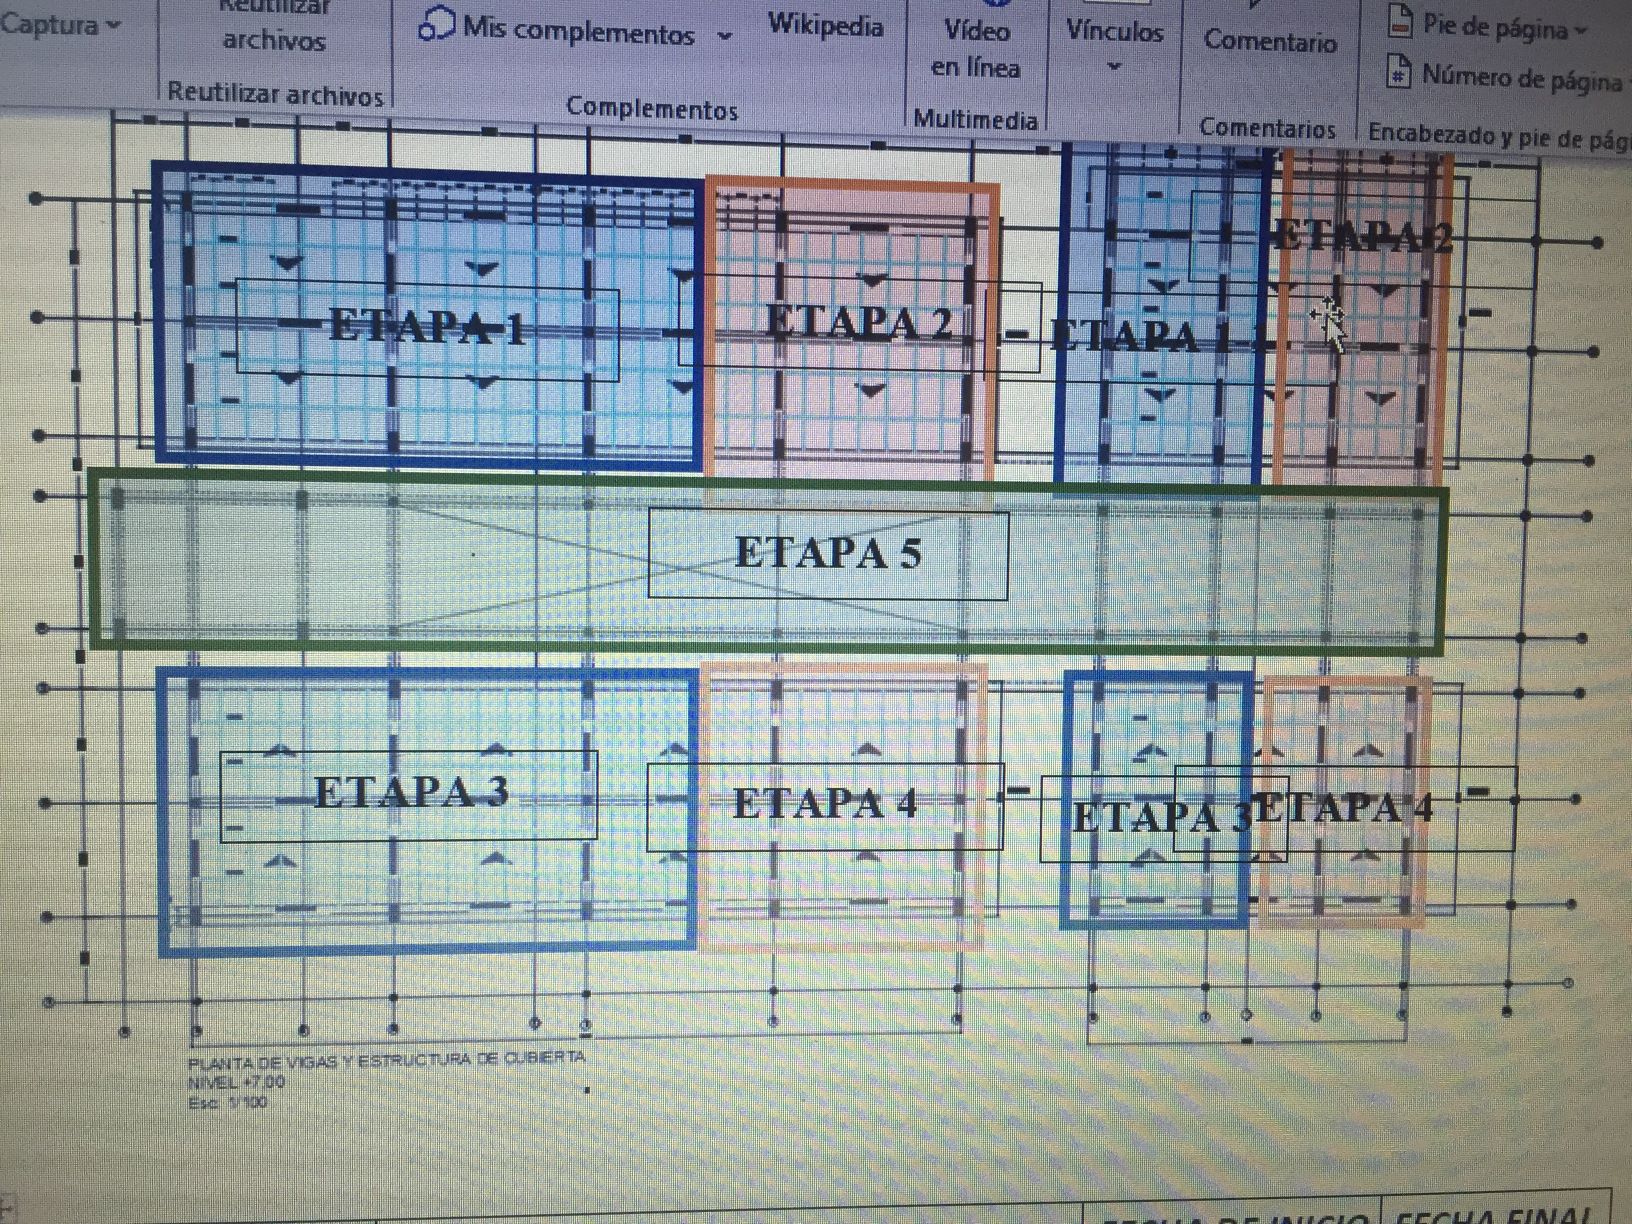 Captura
Reutilizar
archivos
Reutilizar archivos
Mis complementos
Wikipedia
Complementos
Vídeo
en línea
Multimedia
Vínculos
Comentario
Comentarios
Pie de página
Número de página
Encabezado y pie de pági
ETAPA 1
ETAPA 2
ETAPA 1
ETAPA 2
ETAPA 5
ETAPA 3
ETAPA 4
ETAPA 3
ETAPA 4
PLANTA DE VIGAS Y ESTRUCTURA DE CUBIERTA
NIVEL +7.00
Esc: 1/100
FECHA DE INICIO
FECHA FINAL